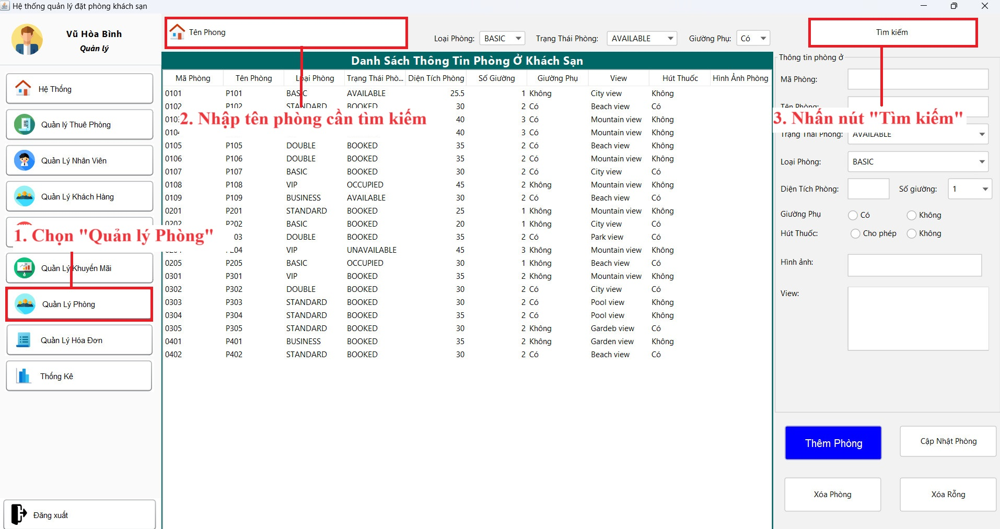 Hệ thống quản lý đặt phòng khách sạn
Vũ Hòa Bình
Quản lý
Hệ Thống
Quản lý Thuê Phòng
Quản Lý Nhân Viên
Quản Lý Khách Hàng
1. Chọn "Quản lý Phòng"
Quản Lý Khuyến Mãi
Quản Lý Phòng
Quản Lý Hóa Đơn
Thống Kê
Đăng xuất
Tên Phong
Loại Phòng: BASIC Trạng Thái Phòng: AVAILABLE Giường Phụ: Có
Tìm kiếm
Danh Sách Thông Tin Phòng Ở Khách Sạn
Mã Phòng Tên Phòng Loại Phòng Trạng Thái Phò... Diện Tích Phòng Số Giường Giường Phụ View Hút Thuốc Hình Ảnh Phòng
0101 P101 BASIC AVAILABLE 25.5 1 Không City view Không
0102 P102 STANDARD BOOKED 30 2 Có Beach view Không
2. Nhập tên phòng cần tìm kiếm
40 3 Có Mountain view Không
40 3 Có Mountain view Không
0105 P105 DOUBLE BOOKED 35 2 Có Beach view Không
0106 P106 DOUBLE BOOKED 35 2 Có Mountain view Không
0107 P107 BASIC BOOKED 30 2 Có City view Có
0108 P108 VIP OCCUPIED 45 2 Không Mountain view Không
0109 P109 BUSINESS AVAILABLE 30 2 Có Beach view Có
0201 P201 STANDARD BOOKED 25 1 Không Mountain view Không
0202 P202 BASIC BOOKED 20 1 Không City view Có
03 DOUBLE BOOKED 35 2 Có Park view Có
04 VIP UNAVAILABLE 45 3 Không Mountain view Không
0205 P205 BASIC OCCUPIED 30 1 Không Beach view Có
0301 P301 VIP BOOKED 35 2 Không Mountain view Không
0302 P302 DOUBLE BOOKED 30 2 Có City view Có
0303 P303 STANDARD BOOKED 30 2 Có Pool view Không
0304 P304 STANDARD BOOKED 35 2 Có Pool view Không
0305 P305 STANDARD BOOKED 30 2 Không Gardeb view Có
0401 P401 BUSINESS BOOKED 35 2 Không Garden view Không
0402 P402 STANDARD BOOKED 30 2 Có Beach view Có
Thông tin phòng ở
Mã Phòng:
Tên Phòng:
3. Nhấn nút "Tìm kiếm"
Trạng Thái Phòng: AVAILABLE
Loại Phòng: BASIC
Diện Tích Phòng: Số giường: 1
Giường Phụ Có Không
Hút Thuốc: Cho phép Không
Hình ảnh:
View:
Thêm Phòng Cập Nhật Phòng
Xóa Phòng Xóa Rỗng